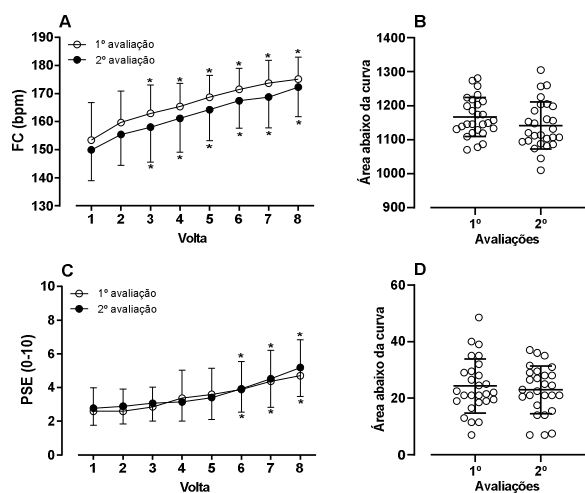 A
FC (bpm)
190
180
170
160
150
140
130
1º avaliação
2º avaliação
* * * * * *
* * * * * *
1 2 3 4 5 6 7 8
Volta
B
Área abaixo da curva
1400
1300
1200
1100
1000
900
1º 2º
Avaliações
C
PSE (0-10)
10
8
6
4
2
0
1º avaliação
2º avaliação
* * *
* * *
1 2 3 4 5 6 7 8
Volta
D
Área abaixo da curva
60
40
20
0
1º 2º
Avaliações